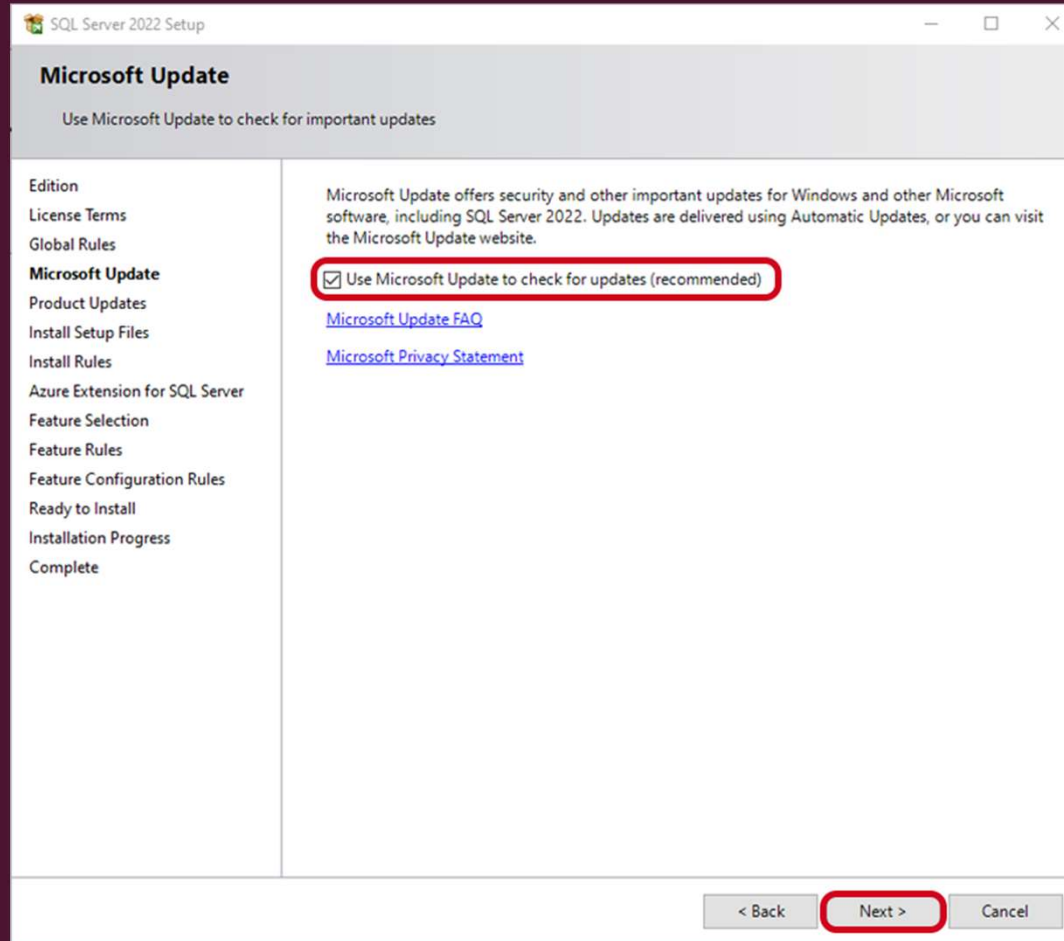 SQL Server 2022 Setup
Microsoft Update
Use Microsoft Update to check for important updates
Edition
License Terms
Global Rules
Microsoft Update
Product Updates
Install Setup Files
Install Rules
Azure Extension for SQL Server
Feature Selection
Feature Rules
Feature Configuration Rules
Ready to Install
Installation Progress
Complete
Microsoft Update offers security and other important updates for Windows and other Microsoft
software, including SQL Server 2022. Updates are delivered using Automatic Updates, or you can visit
the Microsoft Update website.
Use Microsoft Update to check for updates (recommended)
Microsoft Update FAQ
Microsoft Privacy Statement
< Back
Next >
Cancel